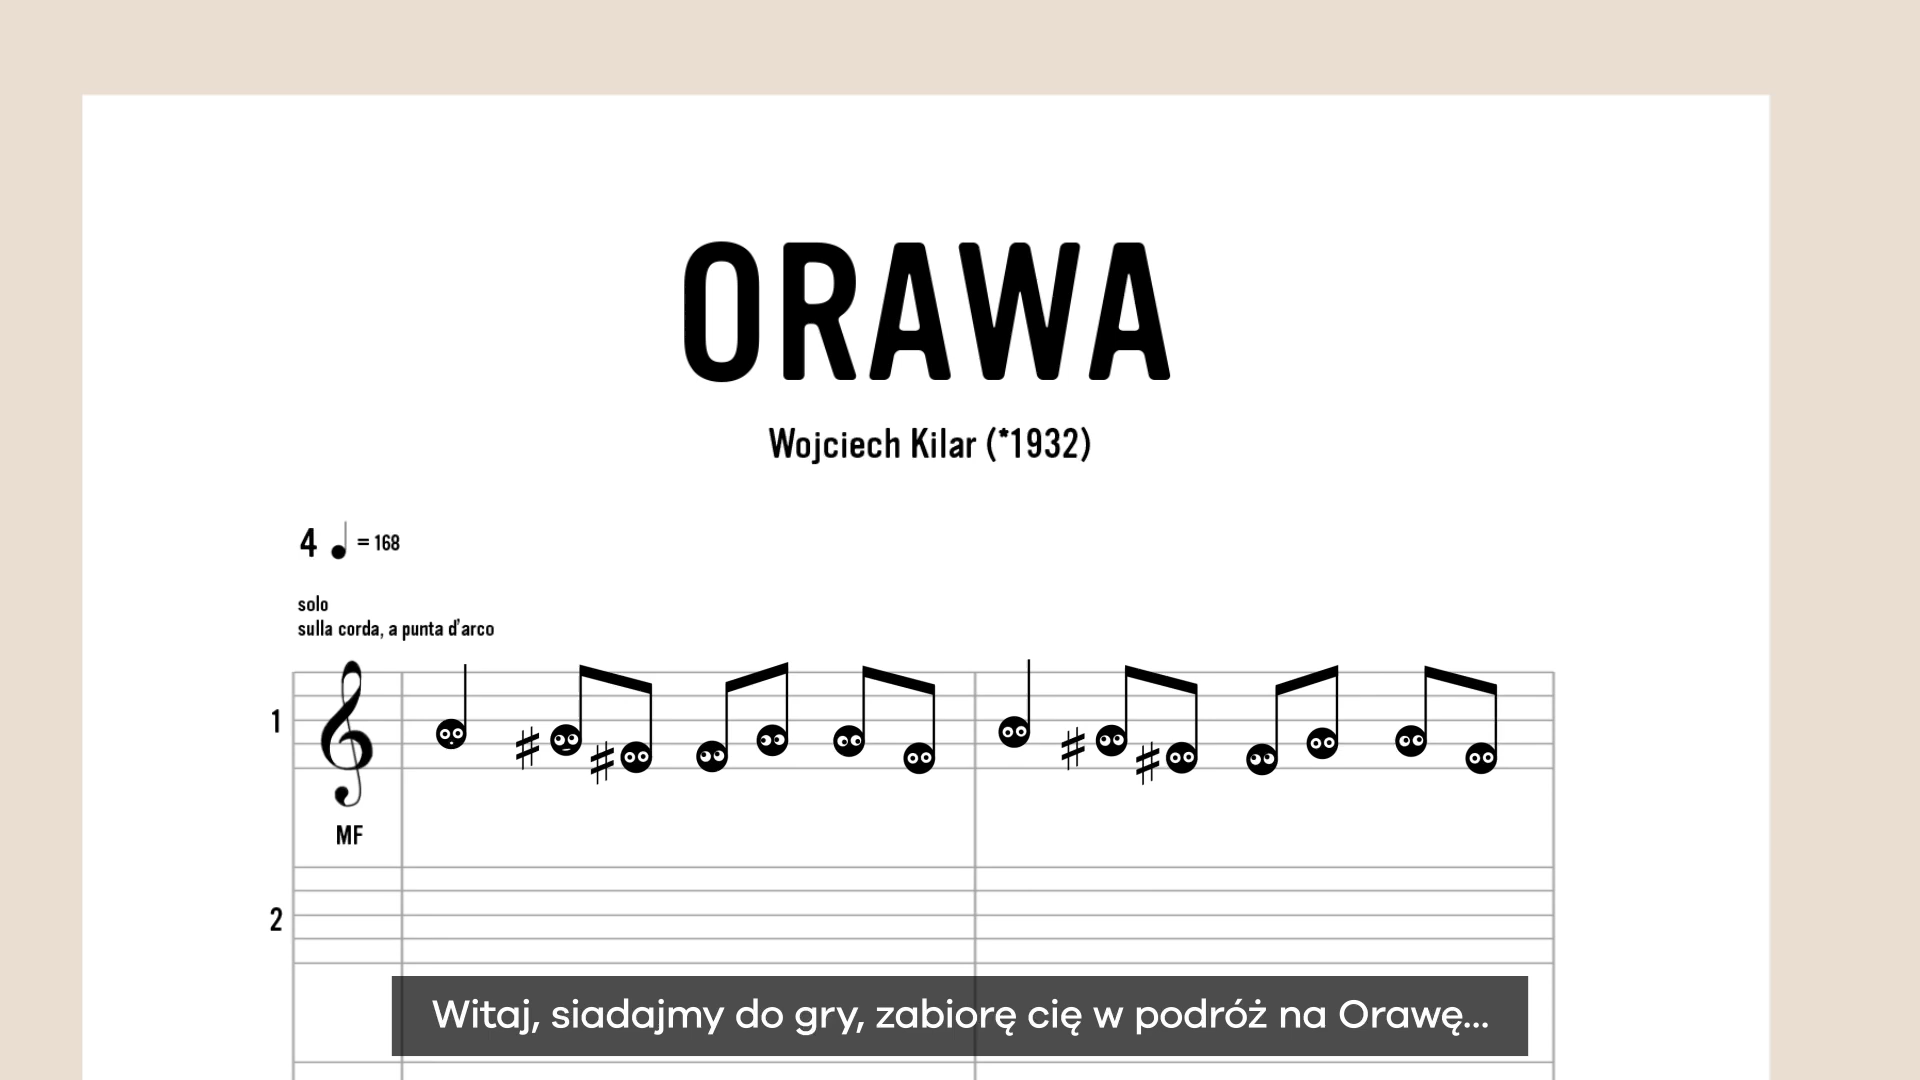 ORAWA
Wojciech Kilar (*1932)
4 ♩ = 168
solo
sulla corda, a punta d'arco
1
MF
2
Witaj, siadajmy do gry, zabiorę cię w podróż na Orawę...